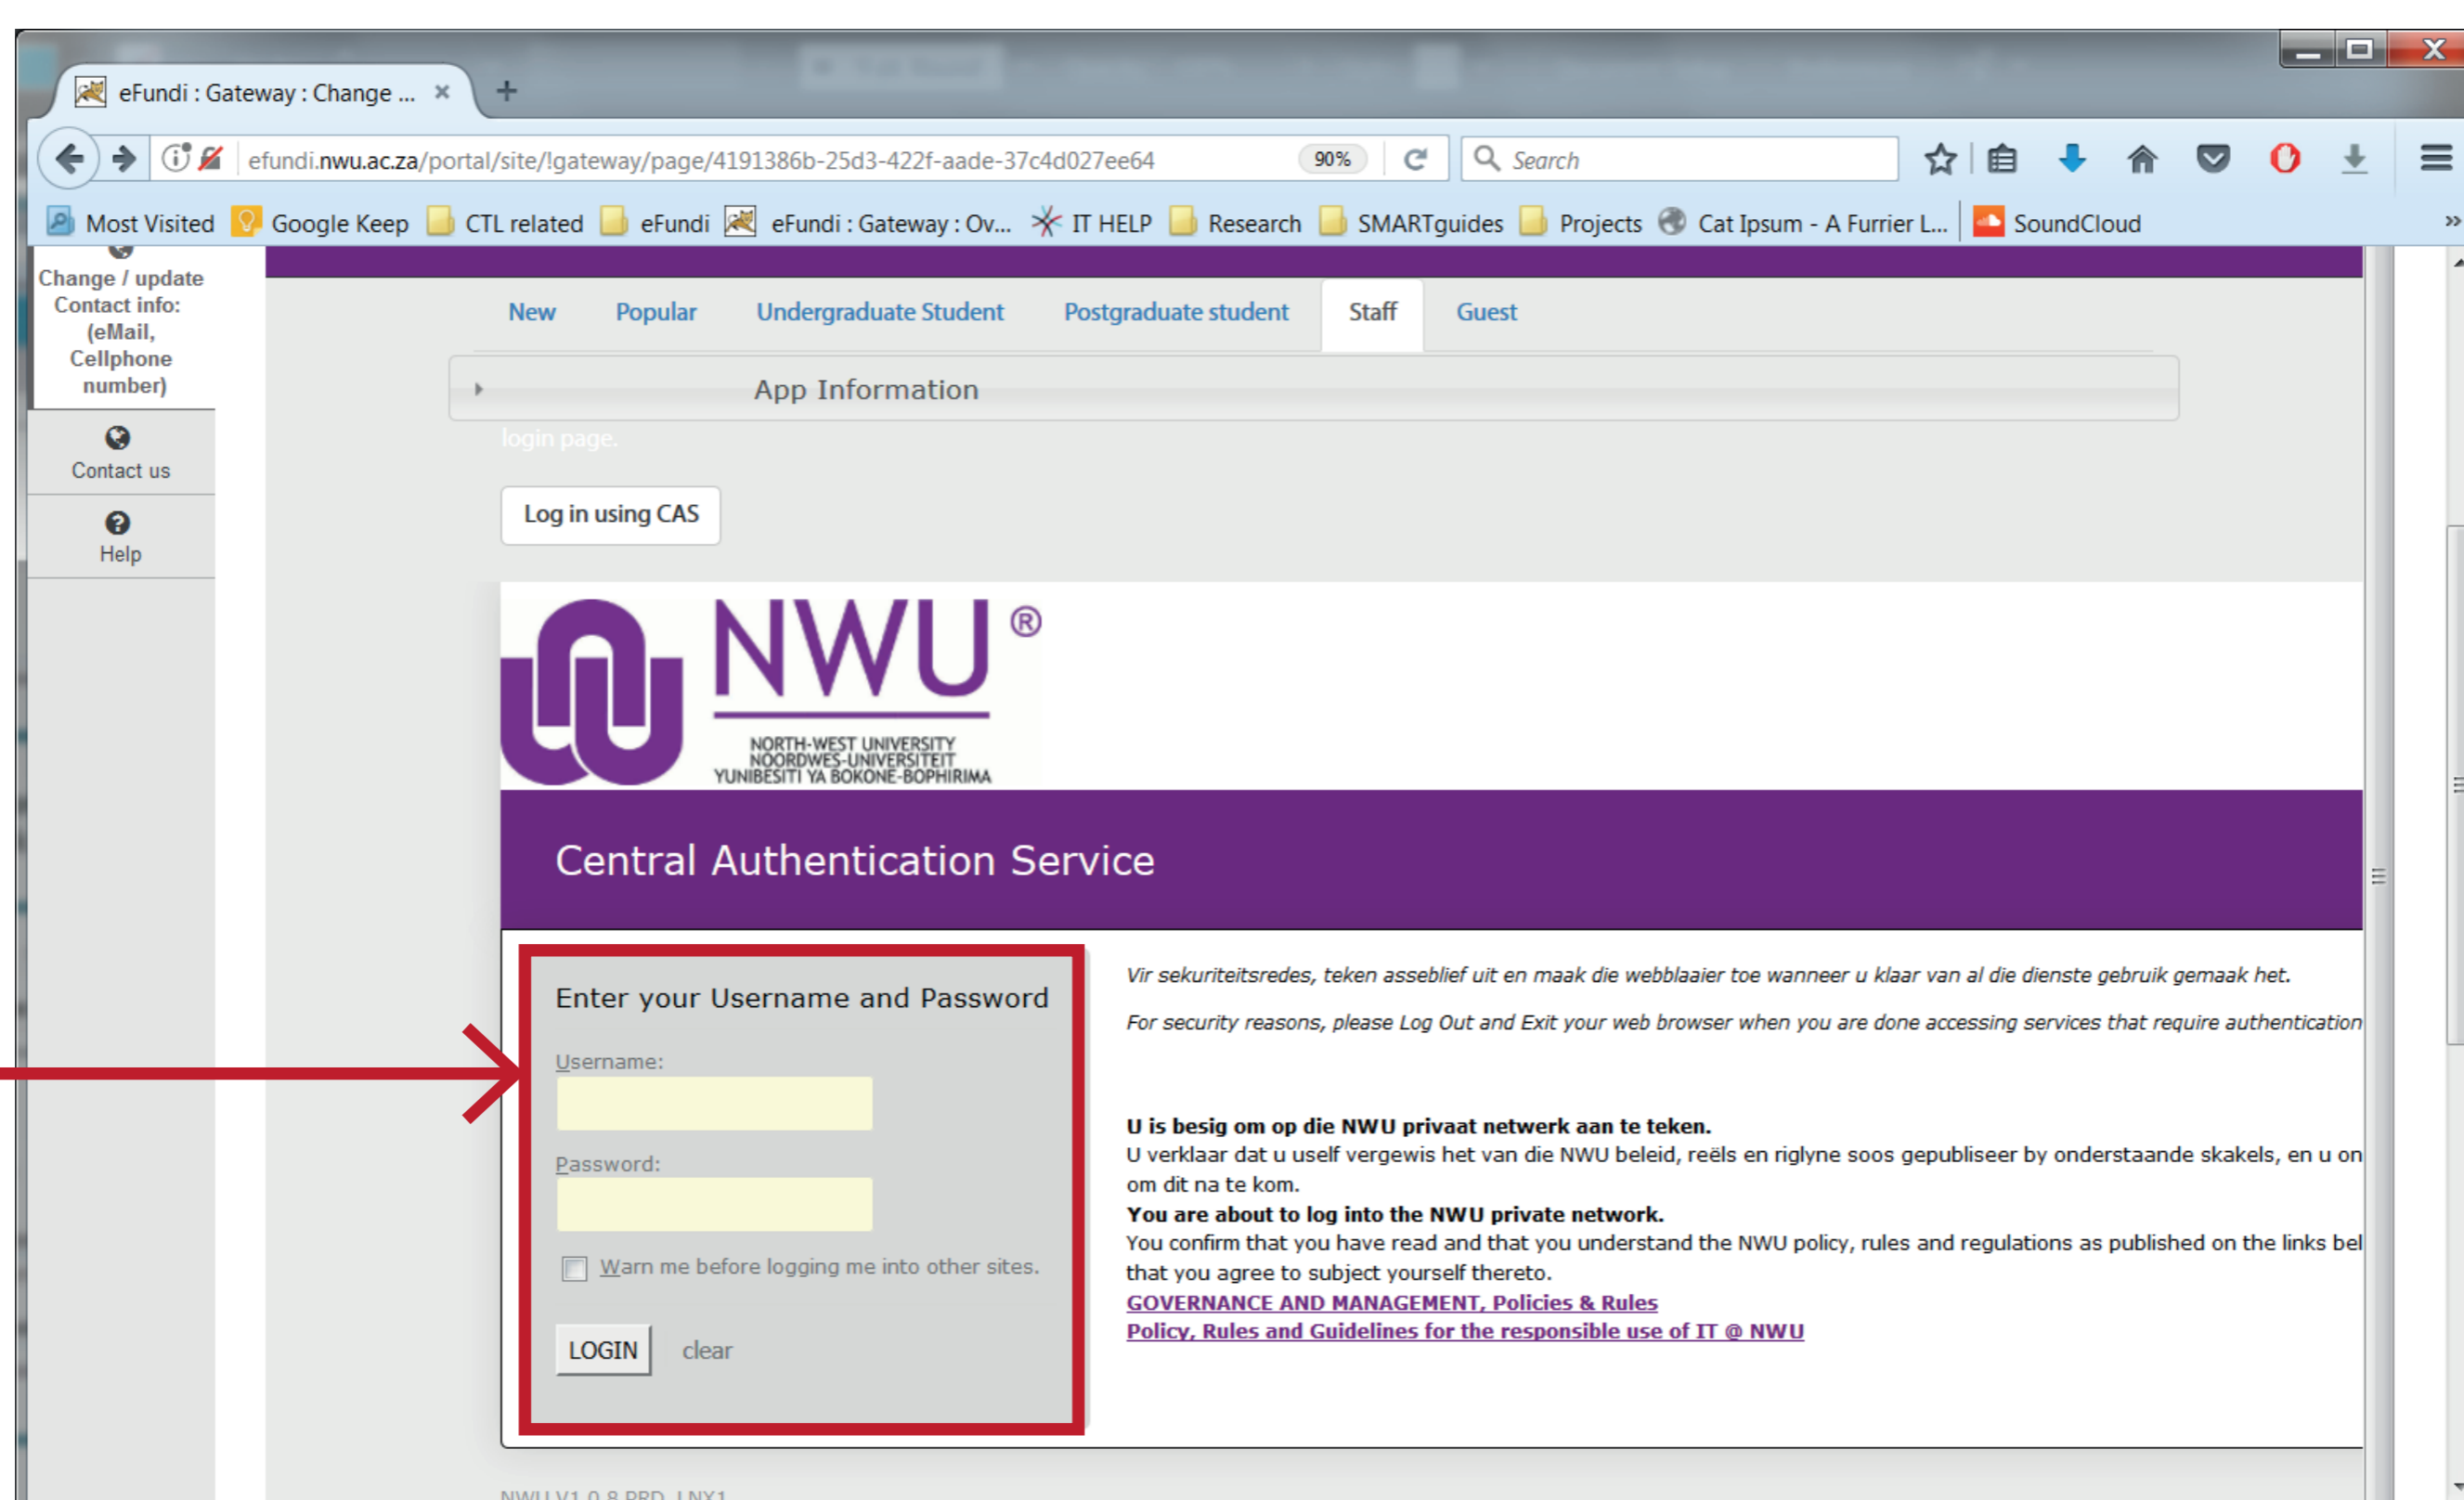 eFundi : Gateway : Change ...
efundi.nwu.ac.za/portal/site/!gateway/page/4191386b-25d3-422f-aade-37c4d027ee64
90%
Search
Most Visited Google Keep CTL related eFundi eFundi : Gateway : Ov... IT HELP Research SMARTguides Projects Cat Ipsum - A Furrier L... SoundCloud
Change / update
Contact info:
(eMail,
Cellphone
number)
Contact us
Help
New Popular Undergraduate Student Postgraduate student Staff Guest
App Information
login page.
Log in using CAS
NWU ®
NORTH-WEST UNIVERSITY
NOORDWES-UNIVERSITEIT
YUNIBESITI YA BOKONE-BOPHIRIMA
Central Authentication Service
Enter your Username and Password
Username:
Password:
Warn me before logging me into other sites.
LOGIN clear
Vir sekuriteitsredes, teken asseblief uit en maak die webblaaier toe wanneer u klaar van al die dienste gebruik gemaak het.
For security reasons, please Log Out and Exit your web browser when you are done accessing services that require authentication
U is besig om op die NWU privaat netwerk aan te teken.
U verklaar dat u uself vergewis het van die NWU beleid, reëls en riglyne soos gepubliseer by onderstaande skakels, en u on
om dit na te kom.
You are about to log into the NWU private network.
You confirm that you have read and that you understand the NWU policy, rules and regulations as published on the links bel
that you agree to subject yourself thereto.
GOVERNANCE AND MANAGEMENT, Policies & Rules
Policy, Rules and Guidelines for the responsible use of IT @ NWU
NWU V1.0.8 PRD LNX1